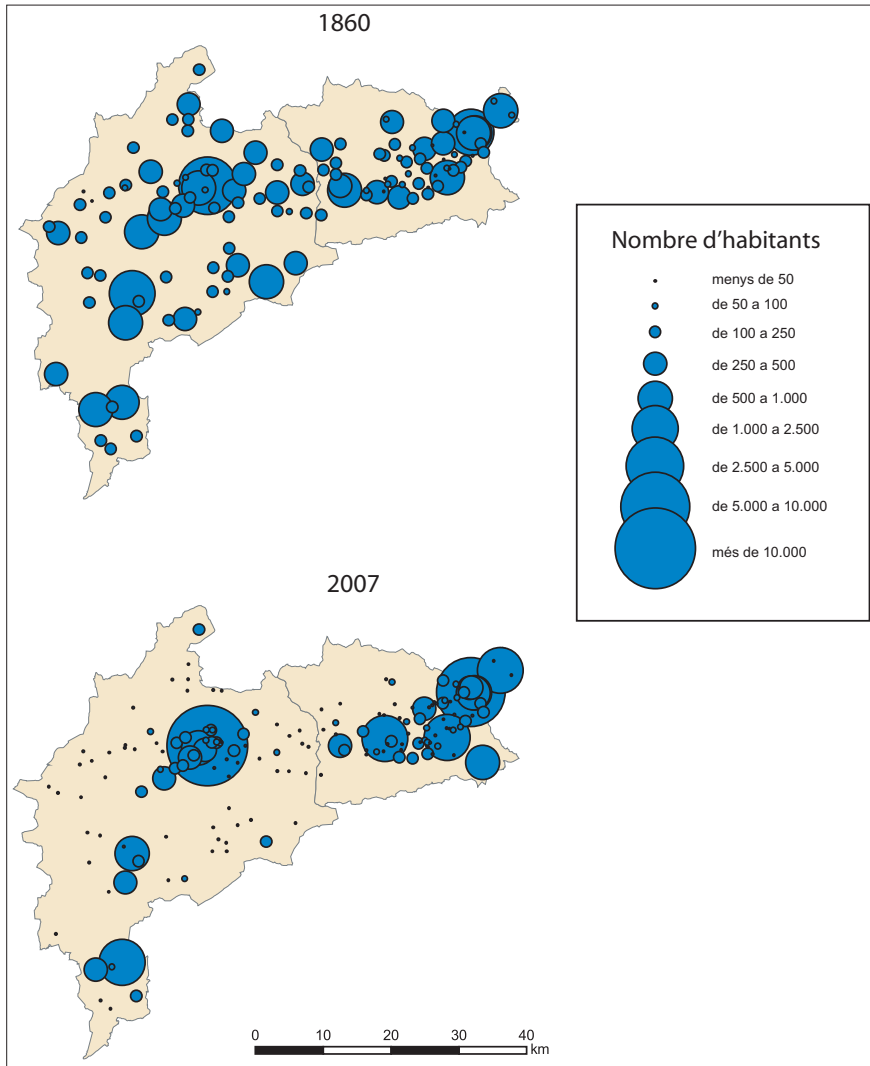 1860
Nombre d'habitants
menys de 50
de 50 a 100
de 100 a 250
de 250 a 500
de 500 a 1.000
de 1.000 a 2.500
de 2.500 a 5.000
de 5.000 a 10.000
més de 10.000
2007
0 10 20 30 40
km